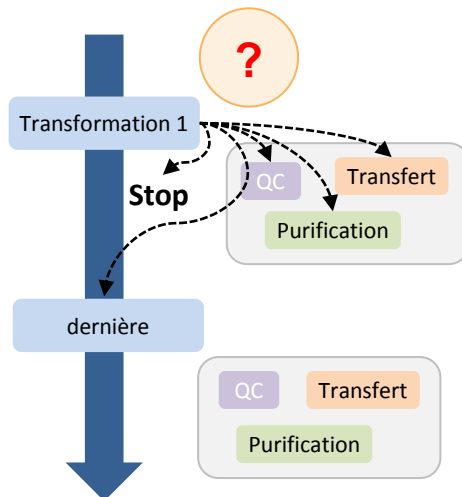 ?
Transformation 1
QC
Transfert
Stop
Purification
dernière
QC
Transfert
Purification